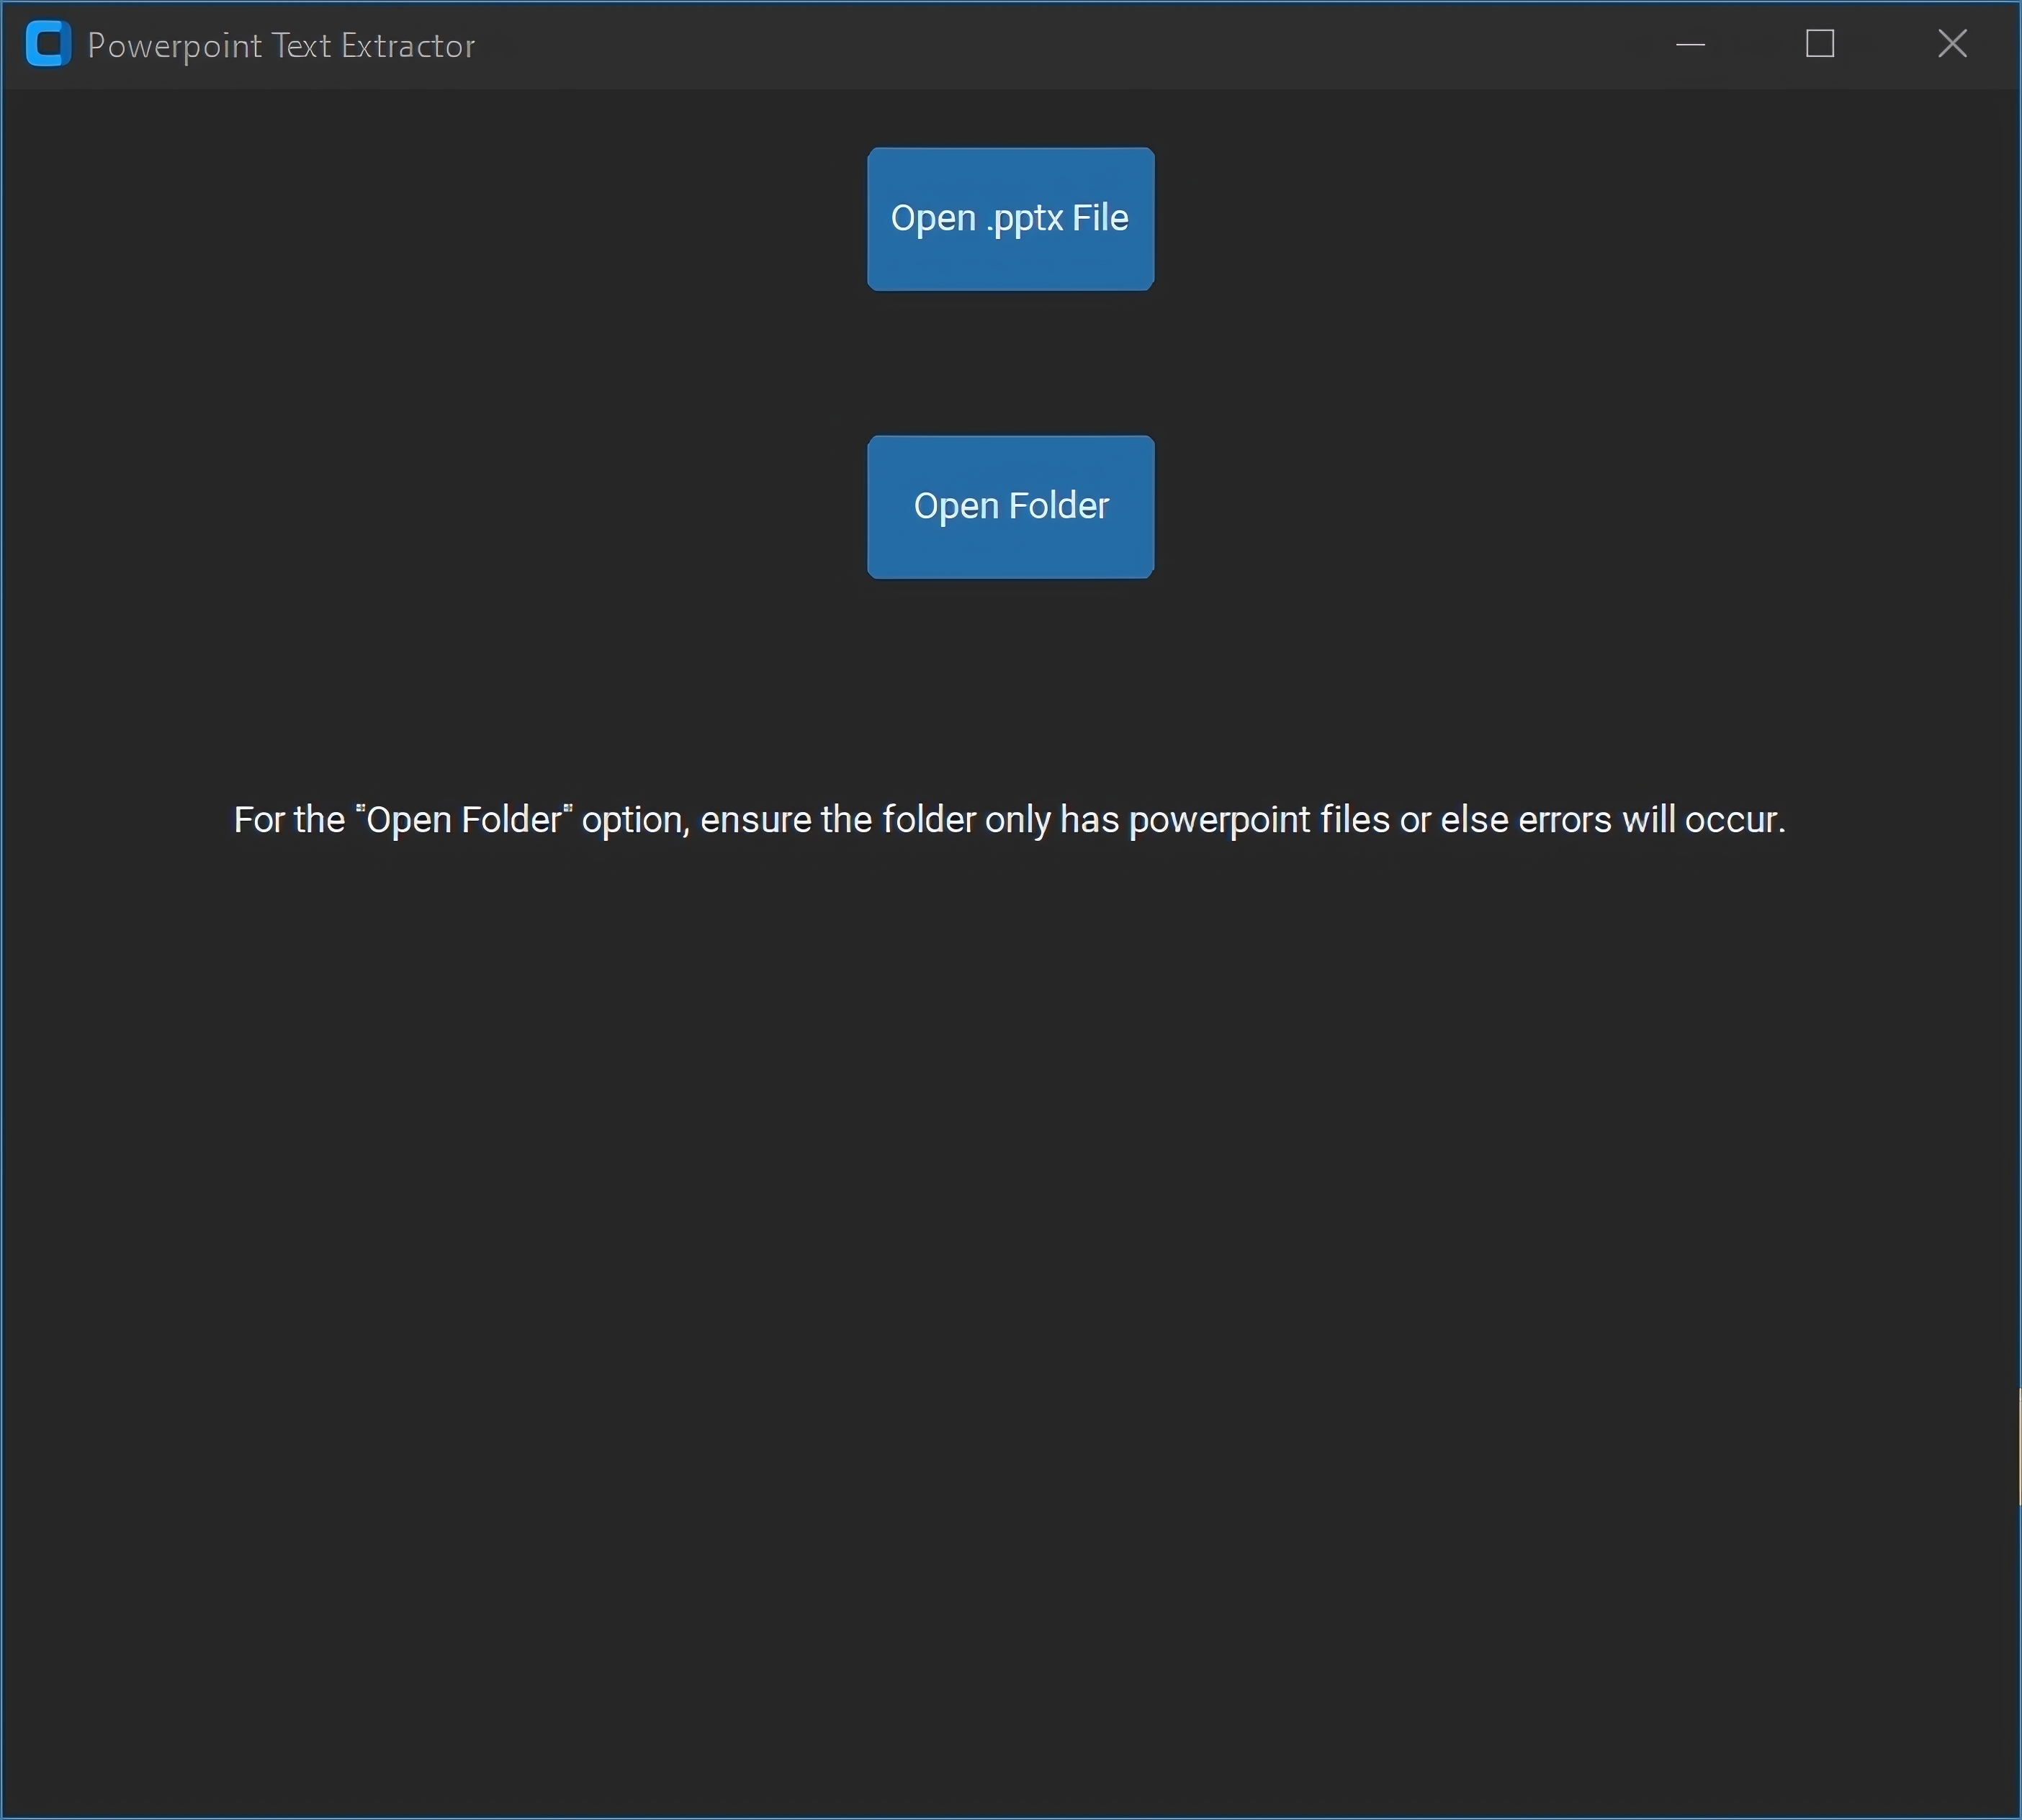 Powerpoint Text Extractor
Open .pptx File
Open Folder
For the "Open Folder" option, ensure the folder only has powerpoint files or else errors will occur.